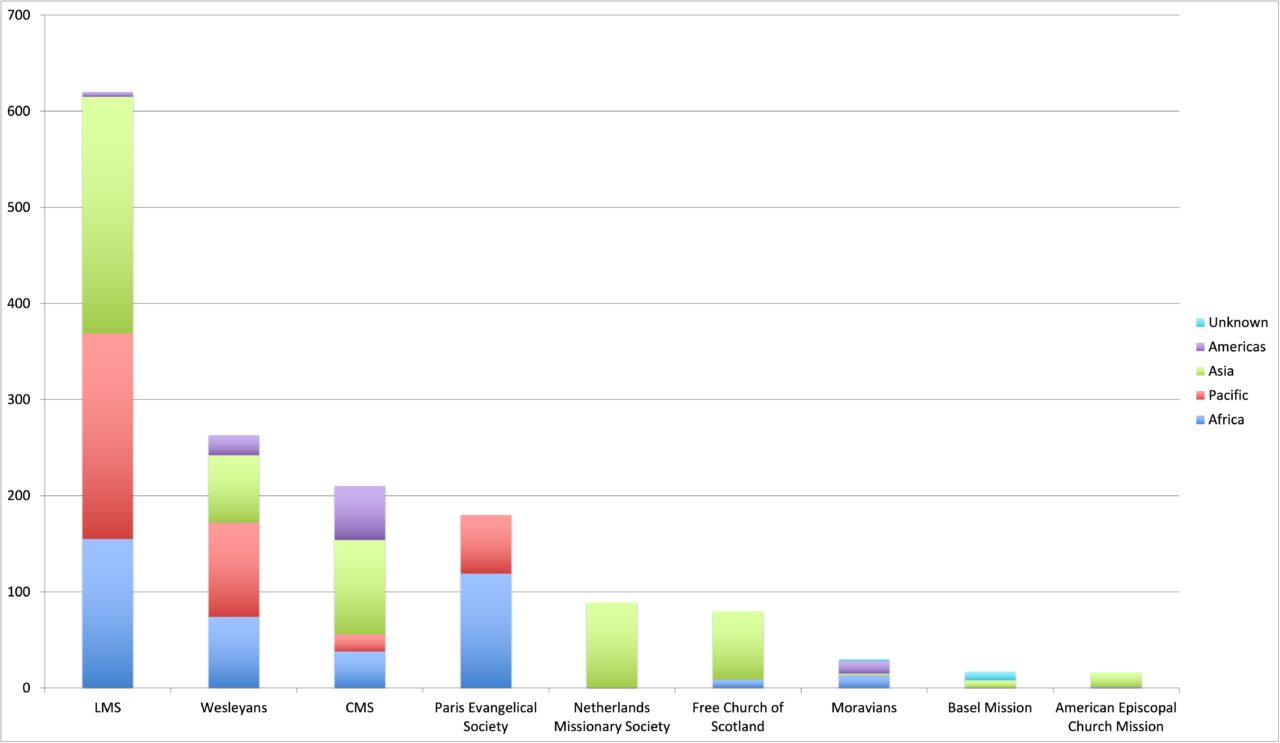 700
600
500
400
300
200
100
0
LMS
Wesleyans
CMS
Paris Evangelical
Society
Netherlands
Missionary Society
Free Church of
Scotland
Moravians
Basel Mission
American Episcopal
Church Mission
Unknown
Americas
Asia
Pacific
Africa